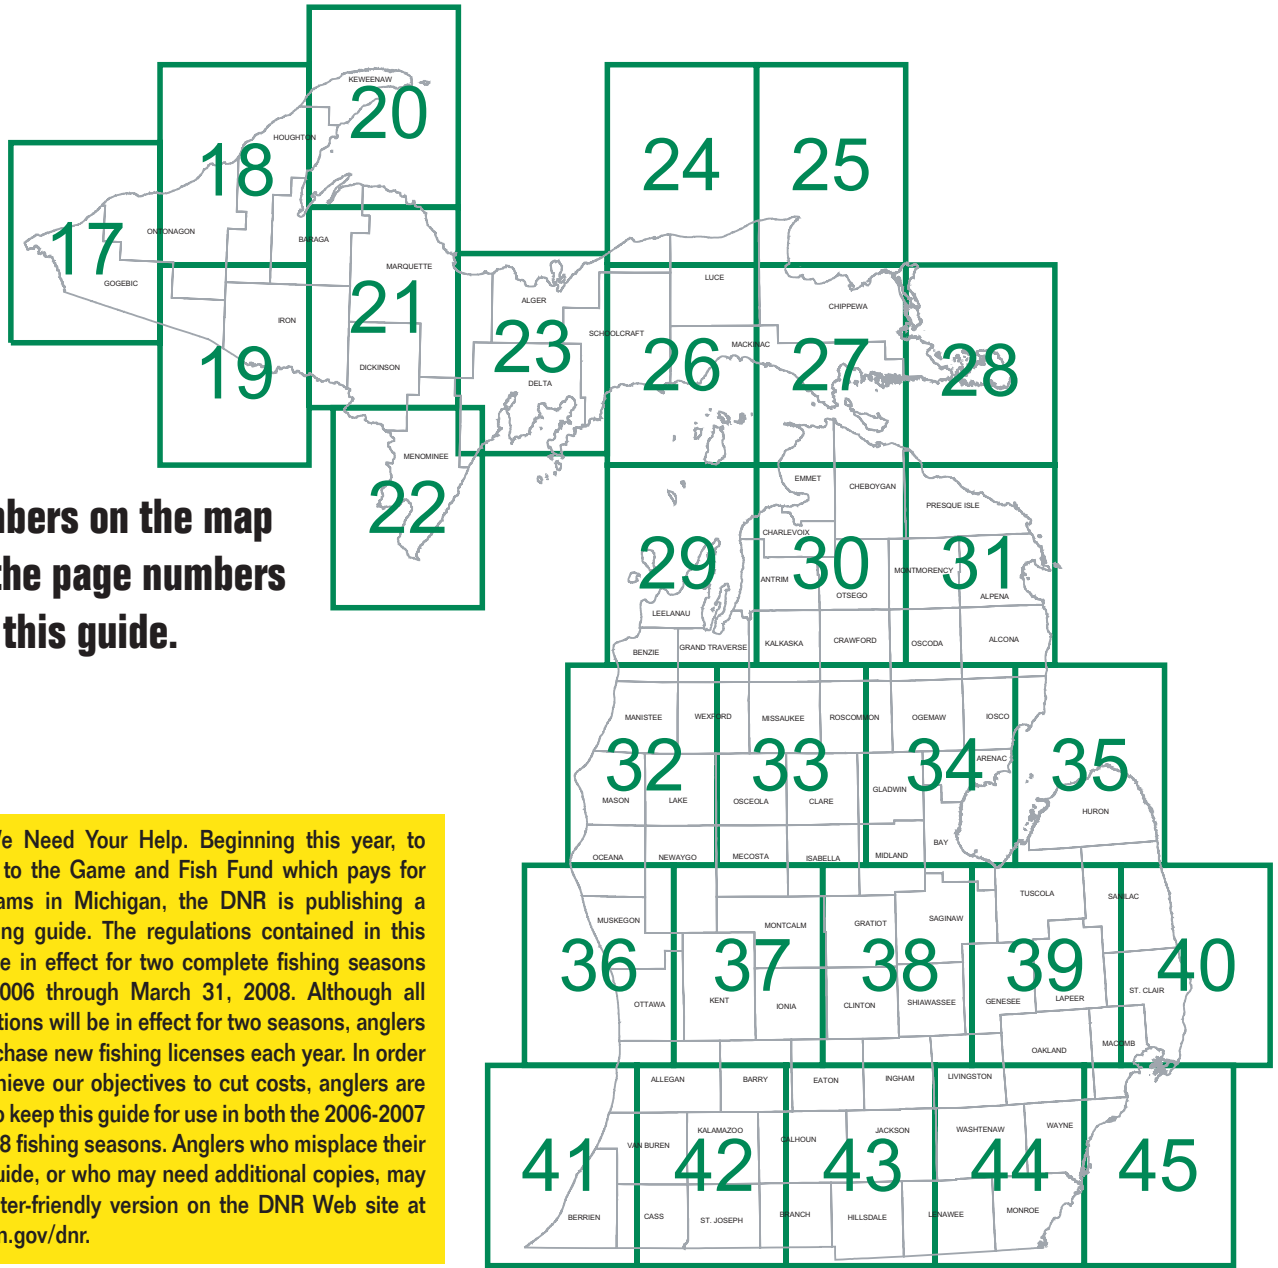 KEWEENAW
20
HOUGHTON
18
24
25
17
ONTONAGON
BARAGA
GOGEBIC
MARQUETTE
LUCE
21
ALGER
CHIPPEWA
IRON
23
SCHOOLCRAFT
MACKINAC
19
DICKINSON
26
27
28
DELTA
MENOMINEE
22
EMMET
CHEBOYGAN
PRESQUE ISLE
mbers on the map
the page numbers
this guide.
CHARLEVOIX
29
30
31
ANTRIM
MONTMORENCY
OTSEGO
ALPENA
LEELANAU
BENZIE
GRAND TRAVERSE
KALKASKA
CRAWFORD
OSCODA
ALCONA
MANISTEE
WEXFORD
MISSAUKEE
ROSCOMMON
OGEMAW
IOSCO
32
33
34
35
ARENAC
MASON
LAKE
OSCEOLA
CLARE
GLADWIN
HURON
OCEANA
NEWAYGO
MECOSTA
ISABELLA
MIDLAND
BAY
We Need Your Help. Beginning this year, to
to the Game and Fish Fund which pays for
ams in Michigan, the DNR is publishing a
ing guide. The regulations contained in this
e in effect for two complete fishing seasons
2006 through March 31, 2008. Although all
tions will be in effect for two seasons, anglers
chase new fishing licenses each year. In order
hieve our objectives to cut costs, anglers are
o keep this guide for use in both the 2006-2007
8 fishing seasons. Anglers who misplace their
uide, or who may need additional copies, may
ter-friendly version on the DNR Web site at
n.gov/dnr.
MUSKEGON
MONTCALM
GRATIOT
SAGINAW
TUSCOLA
SANILAC
36
37
38
39
40
OTTAWA
KENT
IONIA
CLINTON
SHIAWASSEE
GENESEE
LAPEER
ST. CLAIR
OAKLAND
MACOMB
ALLEGAN
BARRY
EATON
INGHAM
LIVINGSTON
VAN BUREN
KALAMAZOO
CALHOUN
JACKSON
WASHTENAW
WAYNE
41
42
43
44
45
BERRIEN
CASS
ST. JOSEPH
BRANCH
HILLSDALE
LENAWEE
MONROE